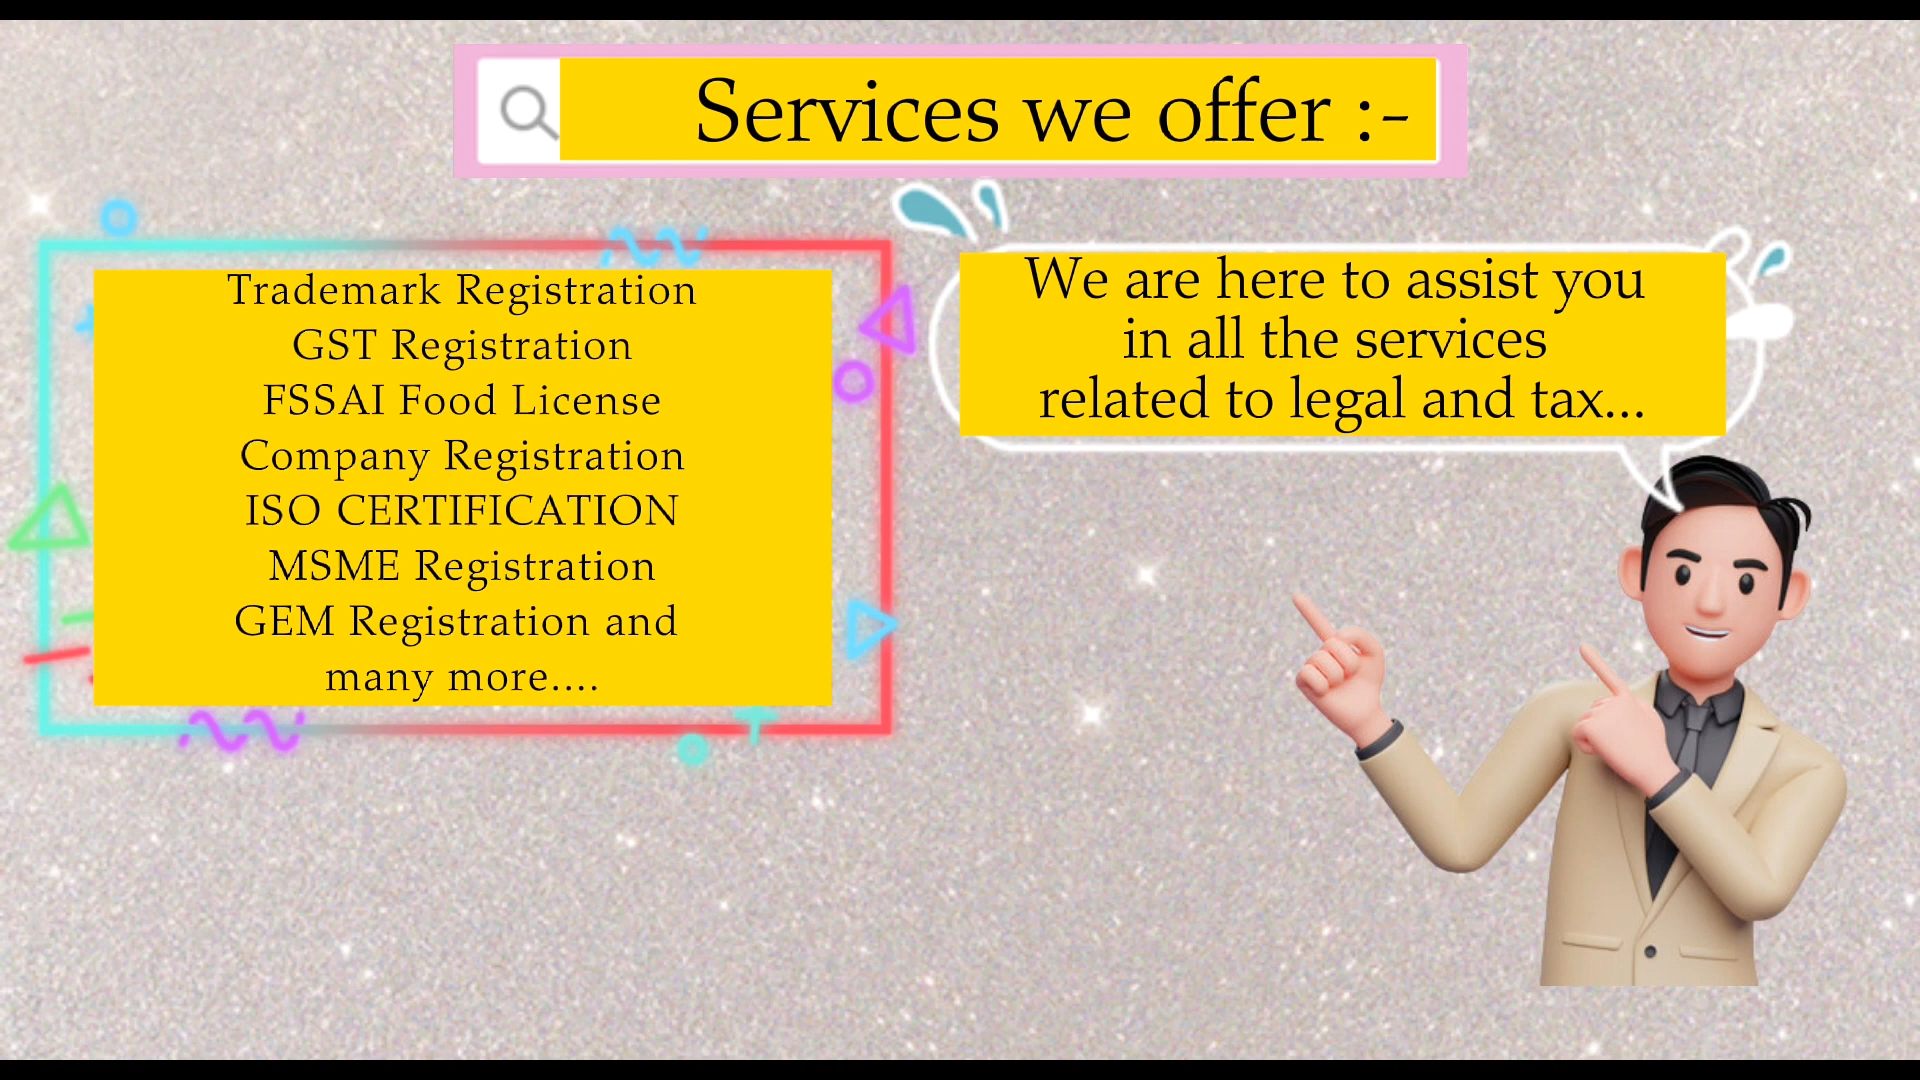 Services we offer :-
Trademark Registration
GST Registration
FSSAI Food License
Company Registration
ISO CERTIFICATION
MSME Registration
GEM Registration and
many more....
We are here to assist you
in all the services
related to legal and tax...